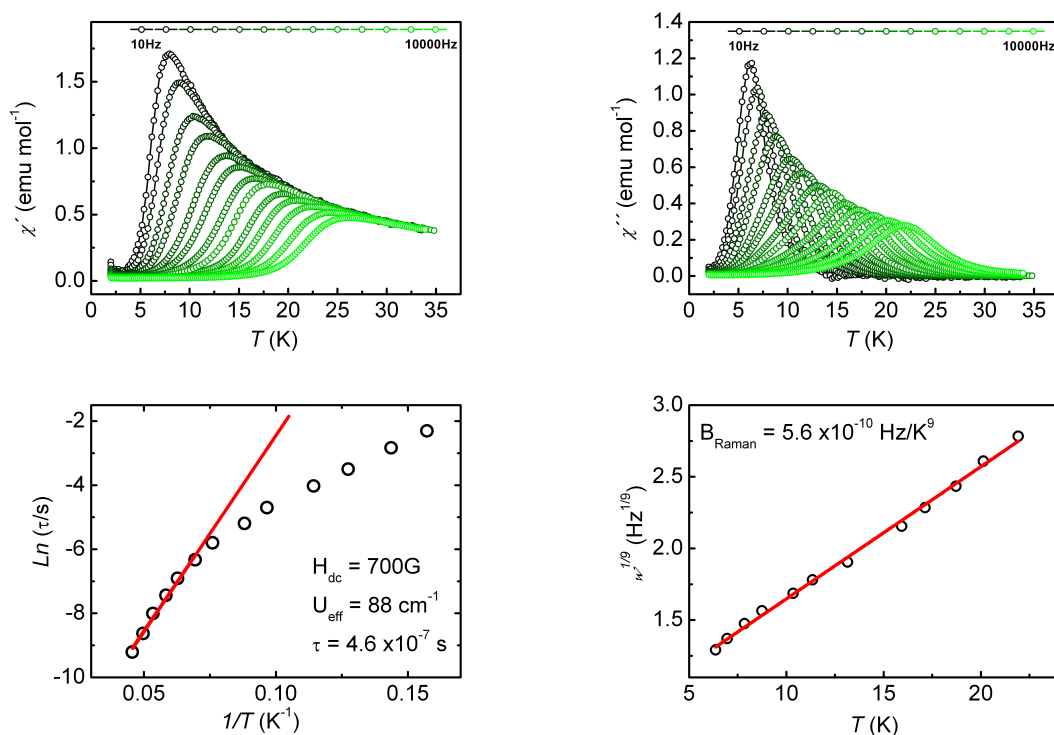 10Hz
10000Hz
1.5
1.0
0.5
0.0
χ´ (emu mol⁻¹)
0 5 10 15 20 25 30 35
T (K)
10Hz
10000Hz
1.4
1.2
1.0
0.8
0.6
0.4
0.2
0.0
χ´´ (emu mol⁻¹)
0 5 10 15 20 25 30 35
T (K)
-2
-4
-6
-8
-10
Ln (τ/s)
H_dc = 700G
U_eff = 88 cm⁻¹
τ = 4.6 x10⁻⁷ s
0.05 0.10 0.15
1/T (K⁻¹)
3.0
2.5
2.0
1.5
1.0
w^1/9 (Hz^1/9)
B_Raman = 5.6 x10⁻¹⁰ Hz/K⁹
5 10 15 20
T (K)